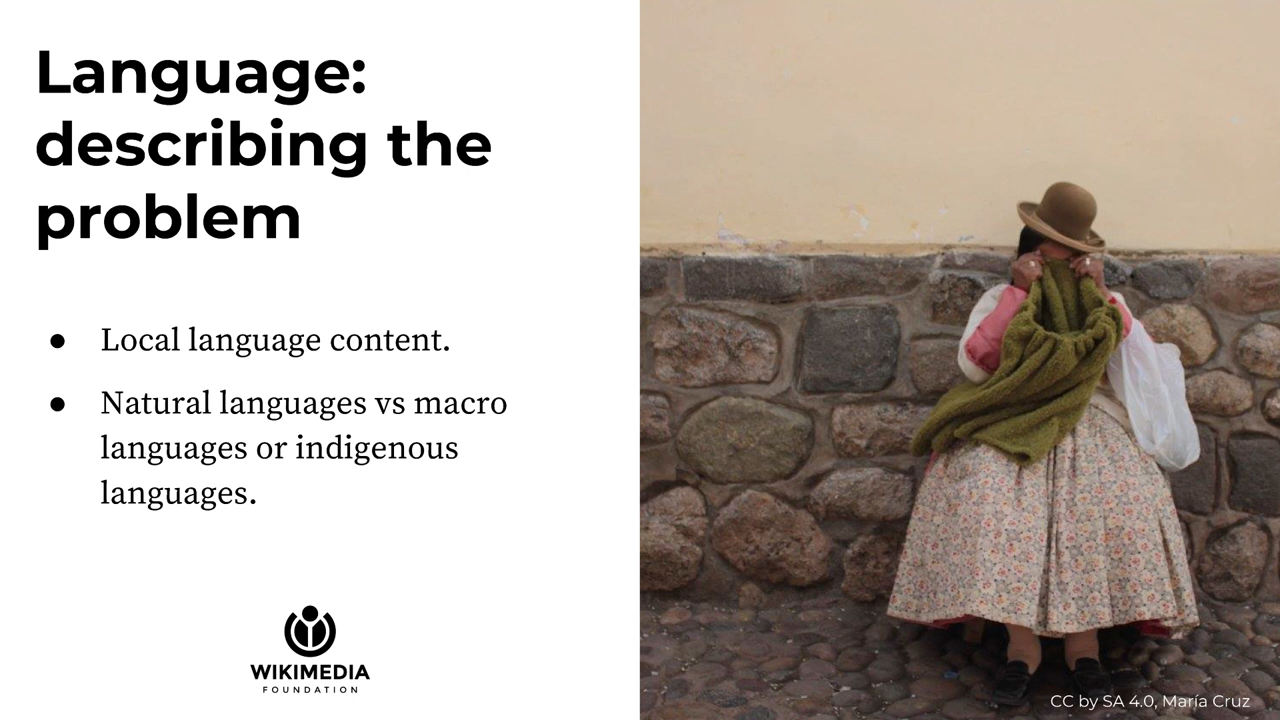 Language:
describing the
problem
● Local language content.
● Natural languages vs macro
languages or indigenous
languages.
WIKIMEDIA
FOUNDATION
CC by SA 4.0, María Cruz